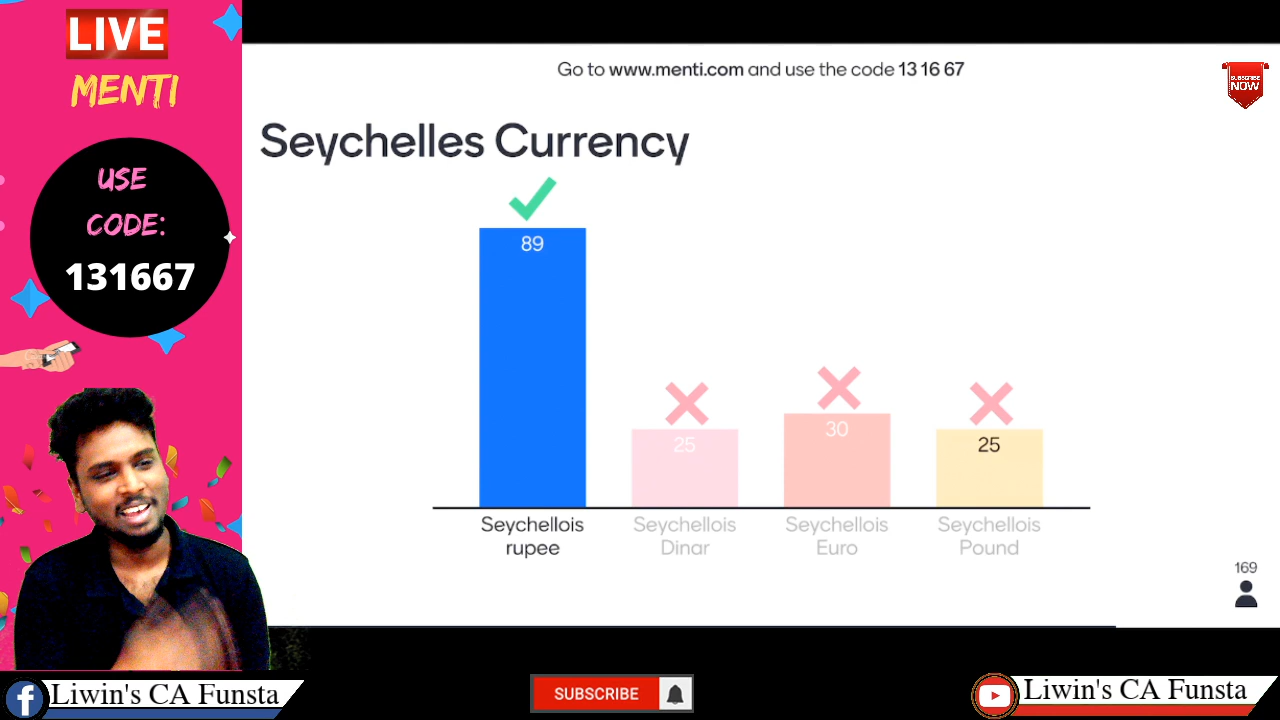 LIVE
MENTI
USE
CODE:
131667
Go to www.menti.com and use the code 13 16 67
SUBSCRIBE
NOW
Seychelles Currency
89
25
30
25
Seychellois
rupee
Seychellois
Dinar
Seychellois
Euro
Seychellois
Pound
169
Liwin's CA Funsta
SUBSCRIBE
Liwin's CA Funsta